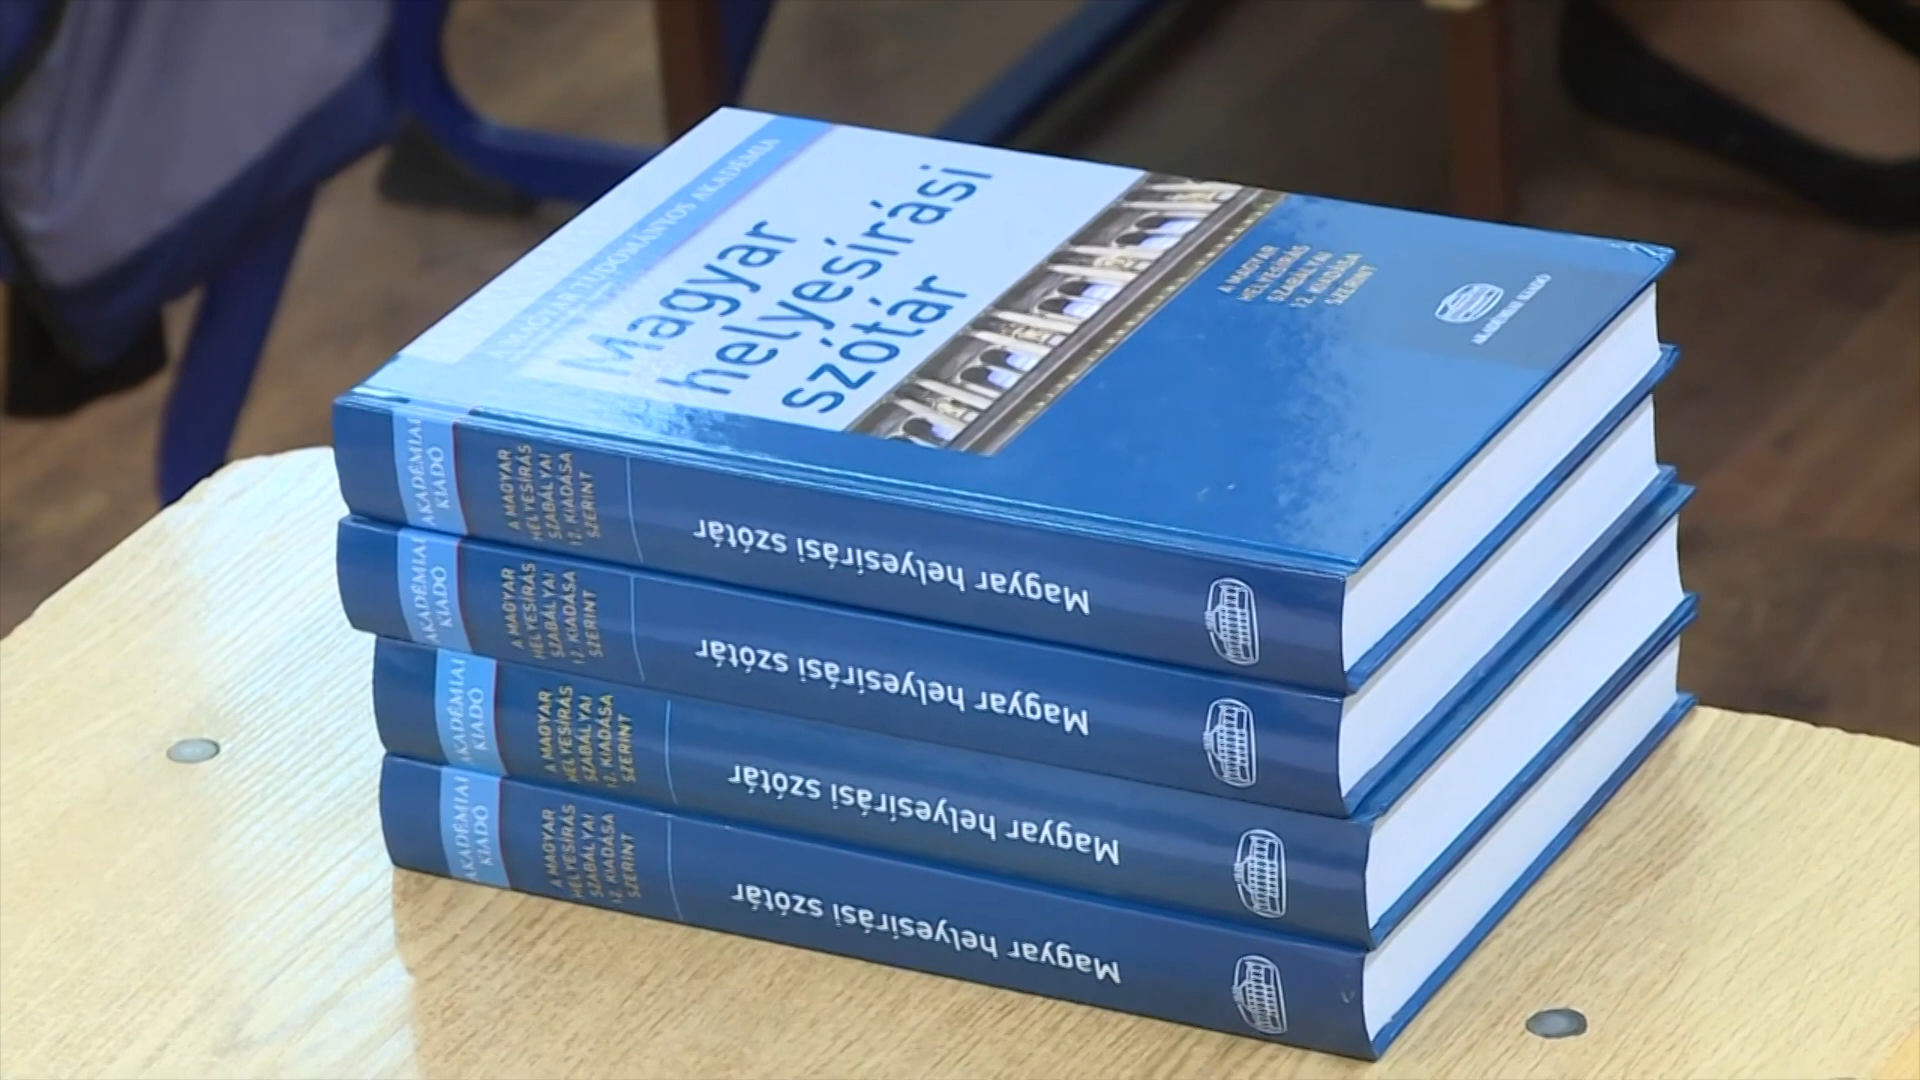 A MAGYAR TUDOMÁNYOS AKADÉMIA
Magyar
helyesírási
szótár
A MAGYAR
HELYESÍRÁS
SZABÁLYAI
12. KIADÁSA
SZERINT
AKADÉMIAI KIADÓ
AKADÉMIAI
KIADÓ
A MAGYAR
HELYESÍRÁS
SZABÁLYAI
12. KIADÁSA
SZERINT
Magyar helyesírási szótár
AKADÉMIAI
KIADÓ
A MAGYAR
HELYESÍRÁS
SZABÁLYAI
12. KIADÁSA
SZERINT
Magyar helyesírási szótár
AKADÉMIAI
KIADÓ
A MAGYAR
HELYESÍRÁS
SZABÁLYAI
12. KIADÁSA
SZERINT
Magyar helyesírási szótár
AKADÉMIAI
KIADÓ
A MAGYAR
HELYESÍRÁS
SZABÁLYAI
12. KIADÁSA
SZERINT
Magyar helyesírási szótár